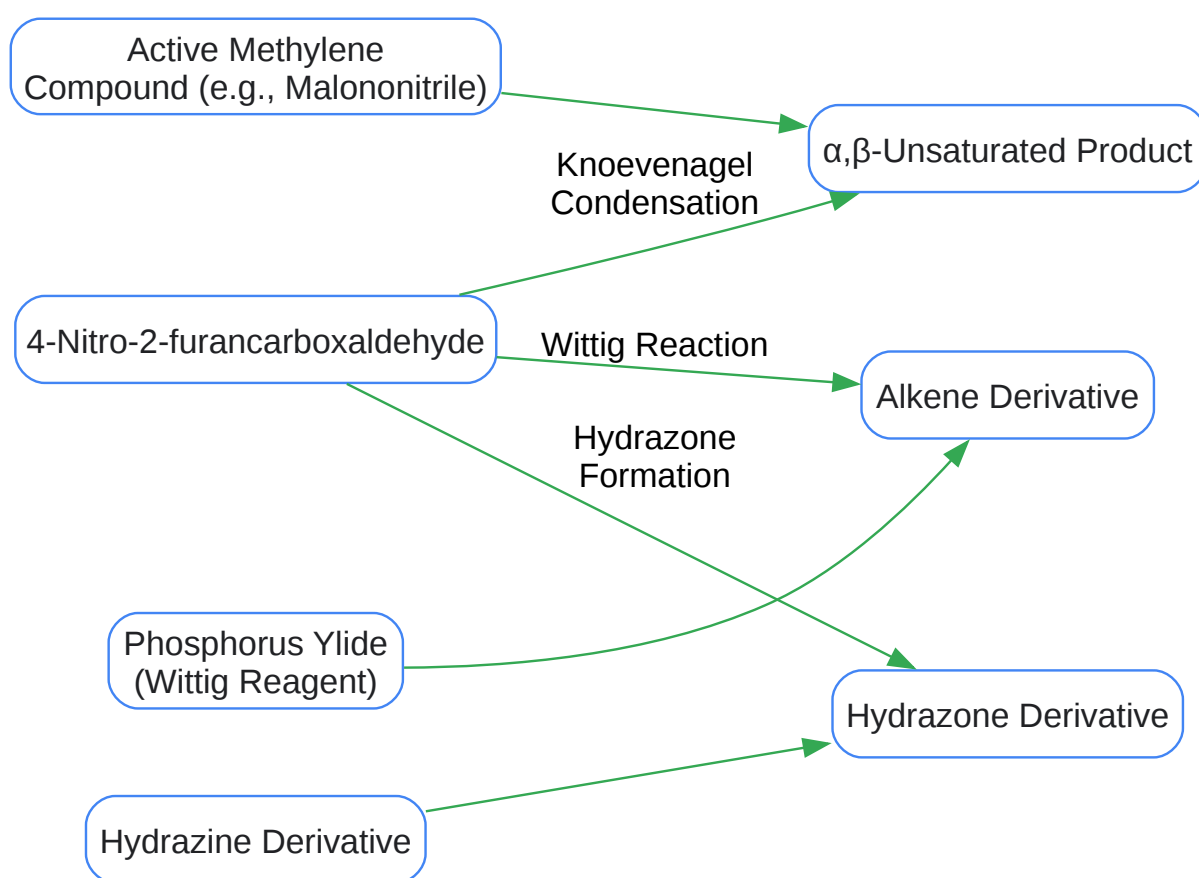 Active Methylene
Compound (e.g., Malononitrile)
α,β-Unsaturated Product
Knoevenagel
Condensation
4-Nitro-2-furancarboxaldehyde
Wittig Reaction
Alkene Derivative
Hydrazone
Formation
Phosphorus Ylide
(Wittig Reagent)
Hydrazone Derivative
Hydrazine Derivative